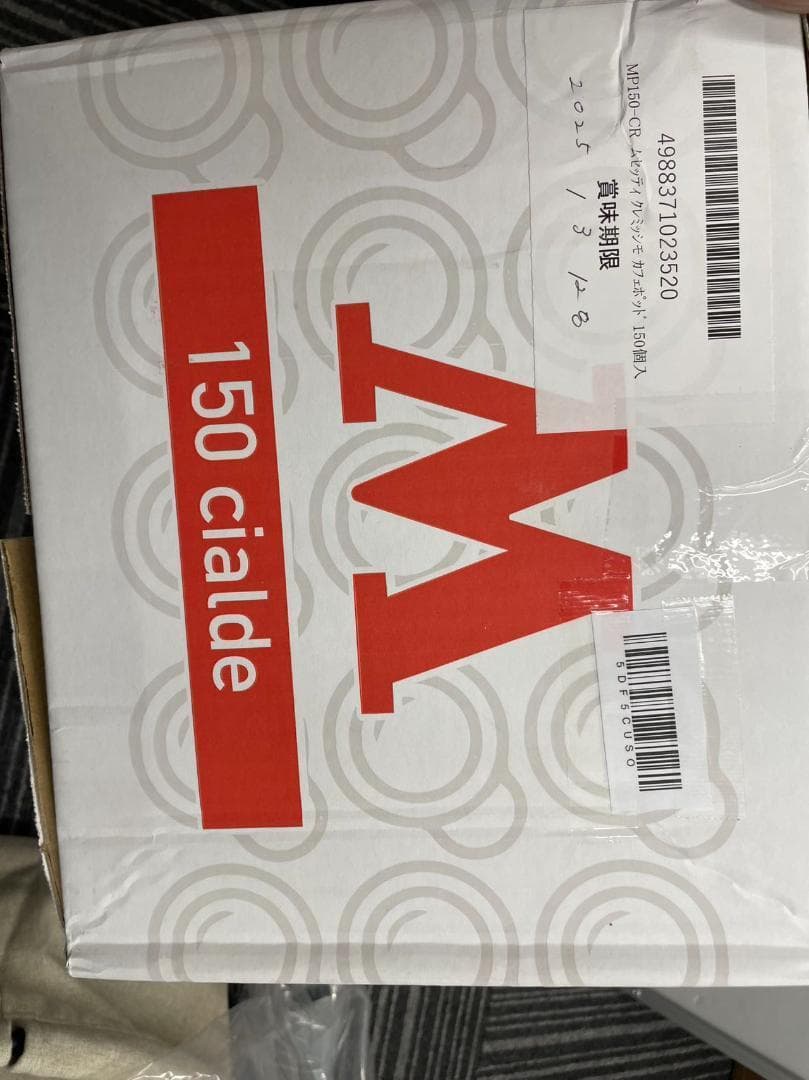 4988371023520
MP150-CR ムセッティ クレミッシモ カフェポッド 150個入
賞味期限
2025/3/28
5DF5CUSO
M
150 cialde